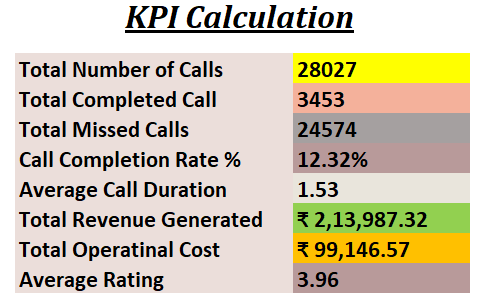 KPI Calculation
Total Number of Calls 28027
Total Completed Call 3453
Total Missed Calls 24574
Call Completion Rate % 12.32%
Average Call Duration 1.53
Total Revenue Generated ₹ 2,13,987.32
Total Operatinal Cost ₹ 99,146.57
Average Rating 3.96